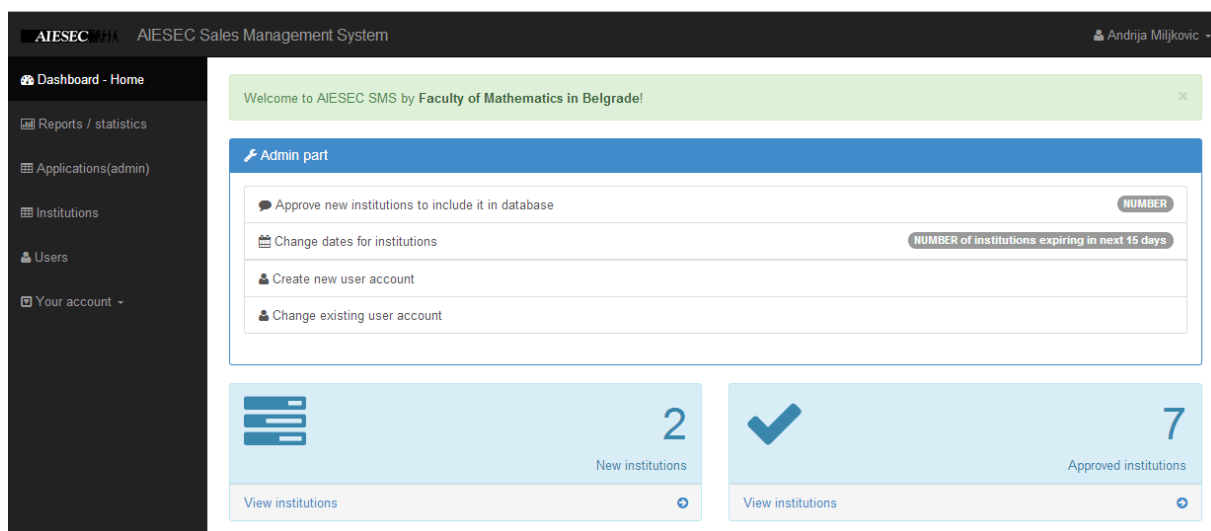 AIESEC AIESEC Sales Management System Andrija Miljkovic
Dashboard - Home
Reports / statistics
Applications(admin)
Institutions
Users
Your account
Welcome to AIESEC SMS by Faculty of Mathematics in Belgrade! ×
Admin part
Approve new institutions to include it in database NUMBER
Change dates for institutions NUMBER of institutions expiring in next 15 days
Create new user account
Change existing user account
2
New institutions
View institutions
7
Approved institutions
View institutions